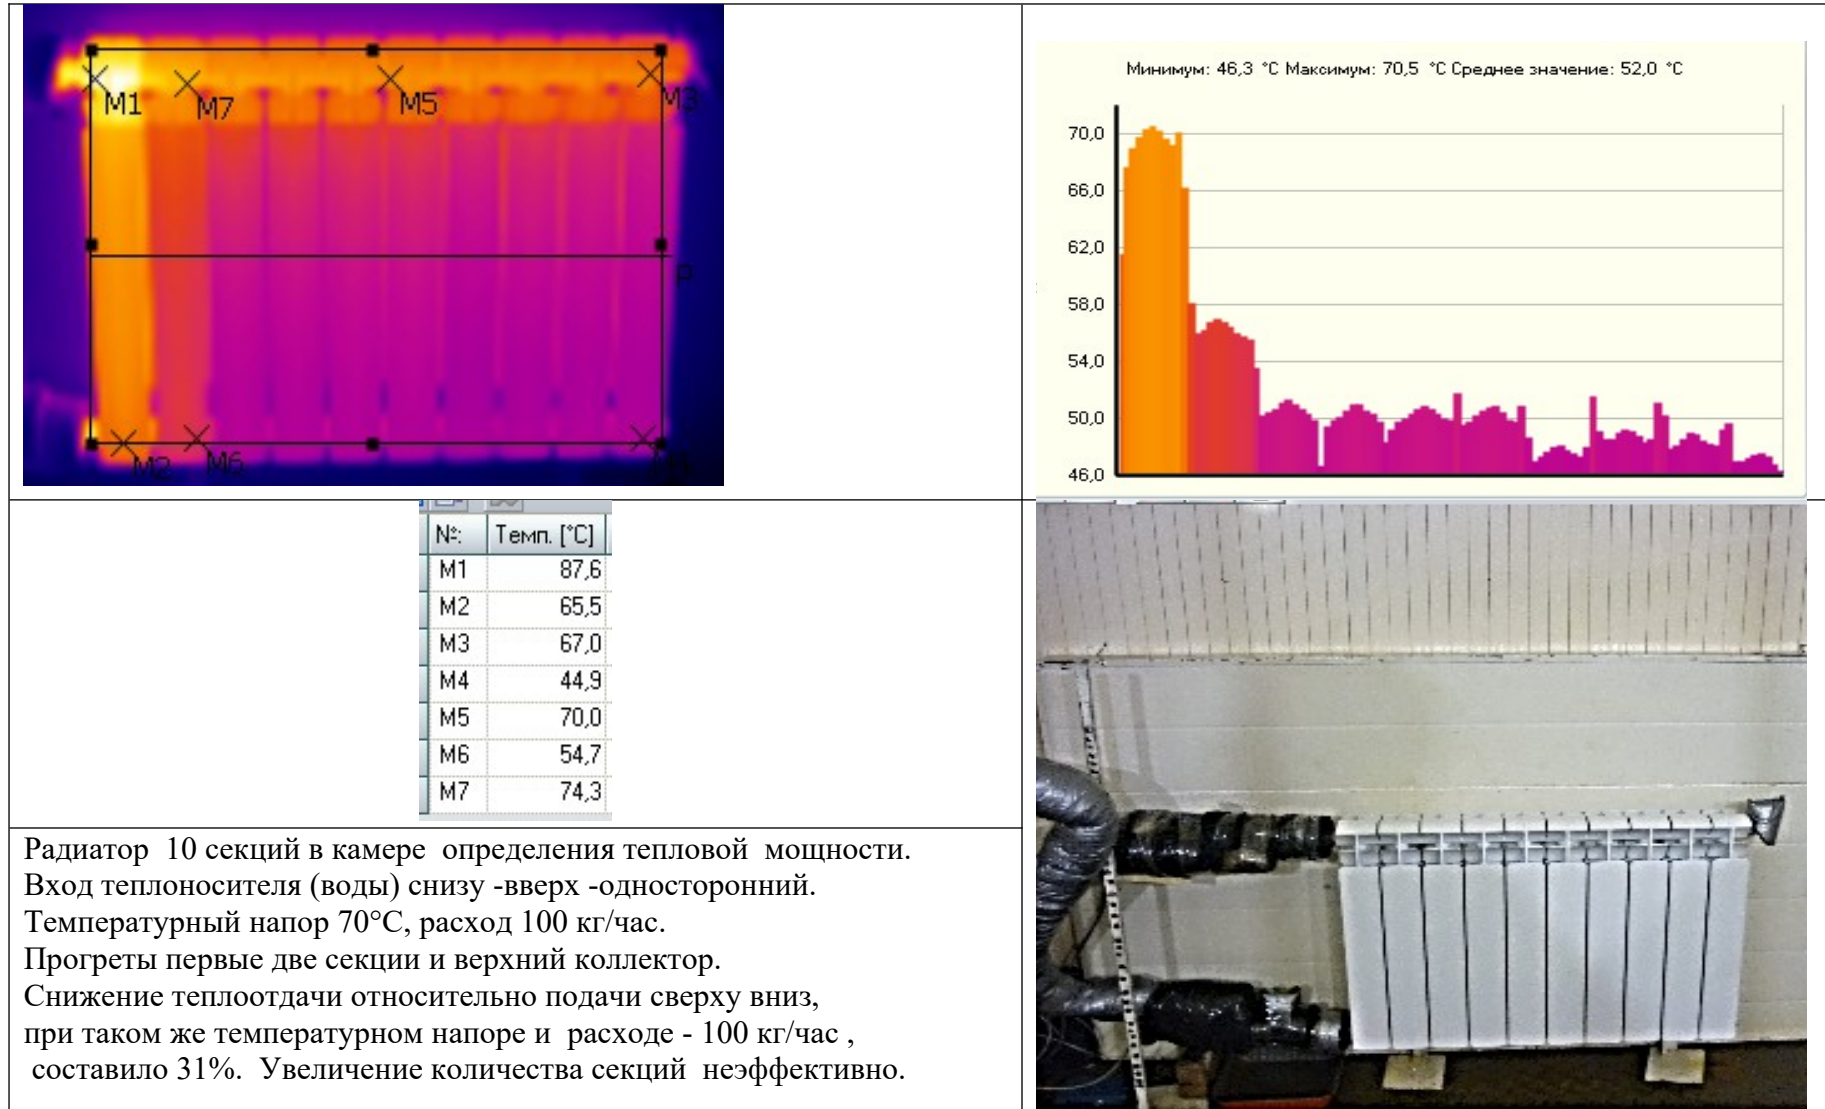 M1
M7
M5
M3
P
M2
M6
Минимум: 46,3 °C Максимум: 70,5 °C Среднее значение: 52,0 °C
70,0
66,0
62,0
58,0
54,0
50,0
46,0
№: Темп. [°C]
M1 87,6
M2 65,5
M3 67,0
M4 44,9
M5 70,0
M6 54,7
M7 74,3
Радиатор 10 секций в камере определения тепловой мощности.
Вход теплоносителя (воды) снизу -вверх -односторонний.
Температурный напор 70°С, расход 100 кг/час.
Прогреты первые две секции и верхний коллектор.
Снижение теплоотдачи относительно подачи сверху вниз,
при таком же температурном напоре и расходе - 100 кг/час ,
составило 31%. Увеличение количества секций неэффективно.